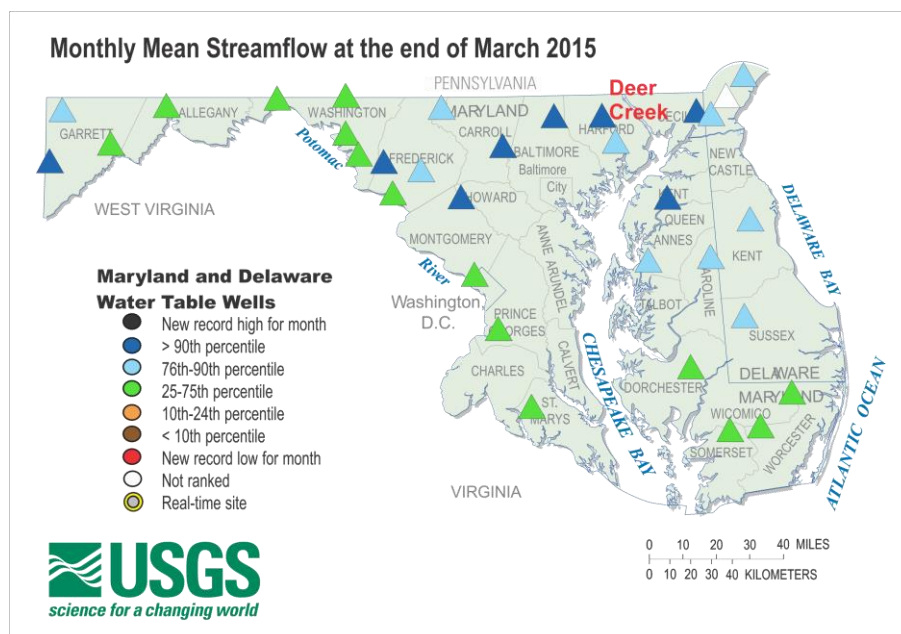 Monthly Mean Streamflow at the end of March 2015
PENNSYLVANIA
Deer
Creek
GARRETT
ALLEGANY
WASHINGTON
MARYLAND
CARROLL
HARFORD
CECIL
Potomac
FREDERICK
BALTIMORE
Baltimore
City
NEW
CASTLE
WEST VIRGINIA
HOWARD
KENT
QUEEN
ANNES
DELAWARE BAY
MONTGOMERY
ANNE ARUNDEL
KENT
River
Washington,
D.C.
TALBOT
CAROLINE
PRINCE
GEORGES
SUSSEX
CALVERT
CHESAPEAKE BAY
CHARLES
DORCHESTER
DELAWARE
MARYLAND
ST.
MARYS
WICOMICO
SOMERSET
WORCESTER
ATLANTIC OCEAN
VIRGINIA
Maryland and Delaware
Water Table Wells
New record high for month
> 90th percentile
76th-90th percentile
25-75th percentile
10th-24th percentile
< 10th percentile
New record low for month
Not ranked
Real-time site
0 10 20 30 40 MILES
0 10 20 30 40 KILOMETERS
USGS
science for a changing world